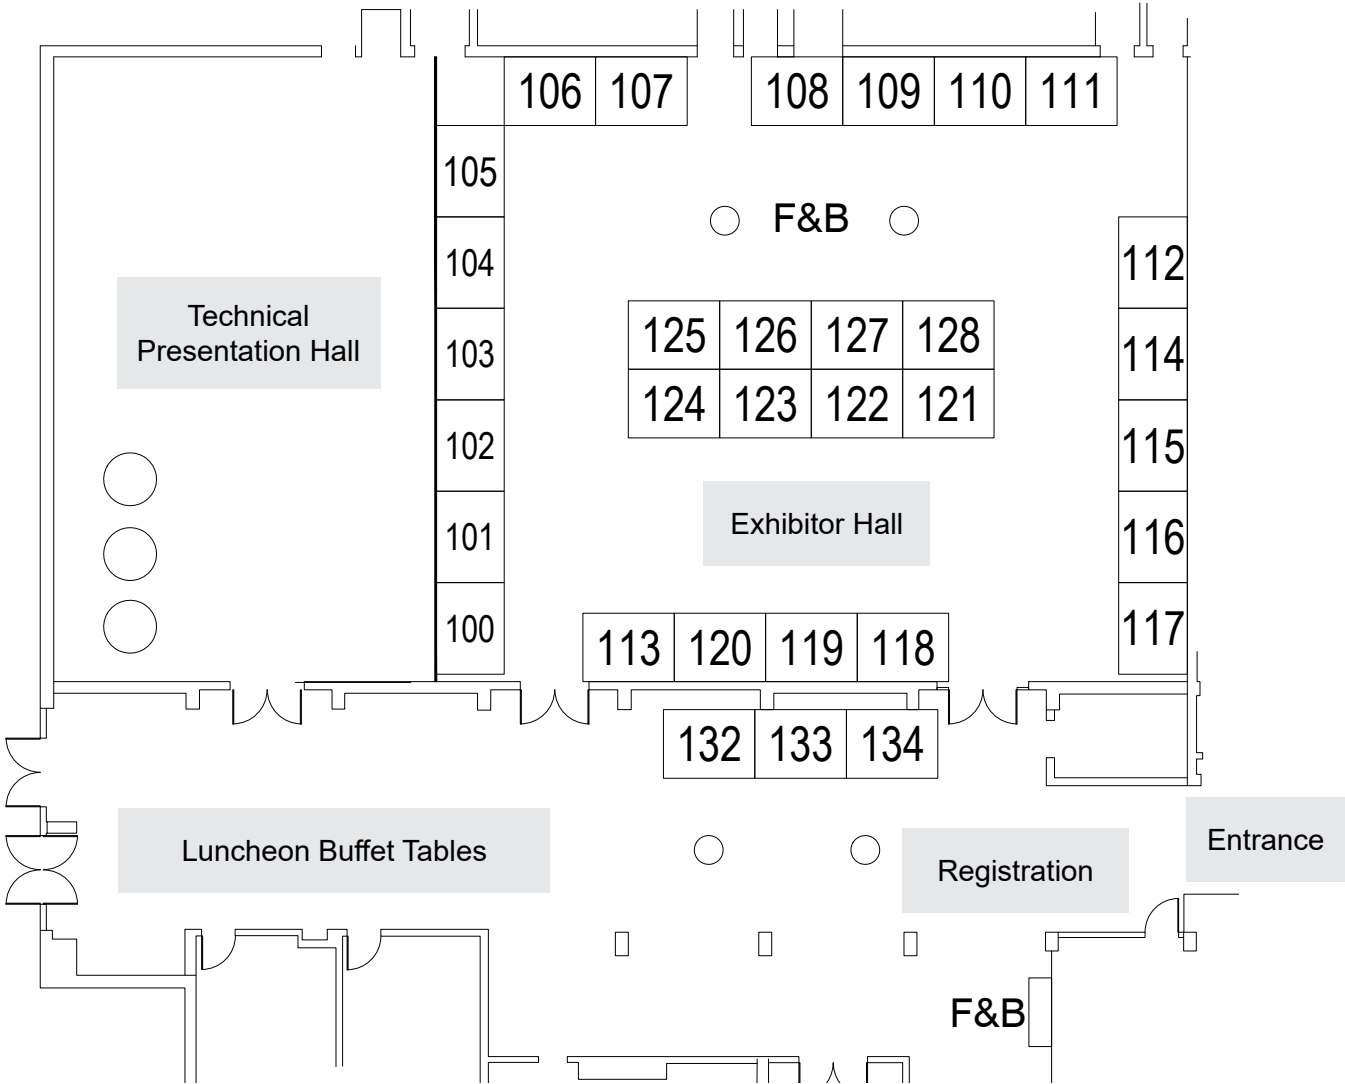 106 107 108 109 110 111
105
F&B
104 112
Technical
Presentation Hall
125 126 127 128
103 114
124 123 122 121
102 115
Exhibitor Hall
101 116
100 117
113 120 119 118
132 133 134
Luncheon Buffet Tables
Registration
Entrance
F&B